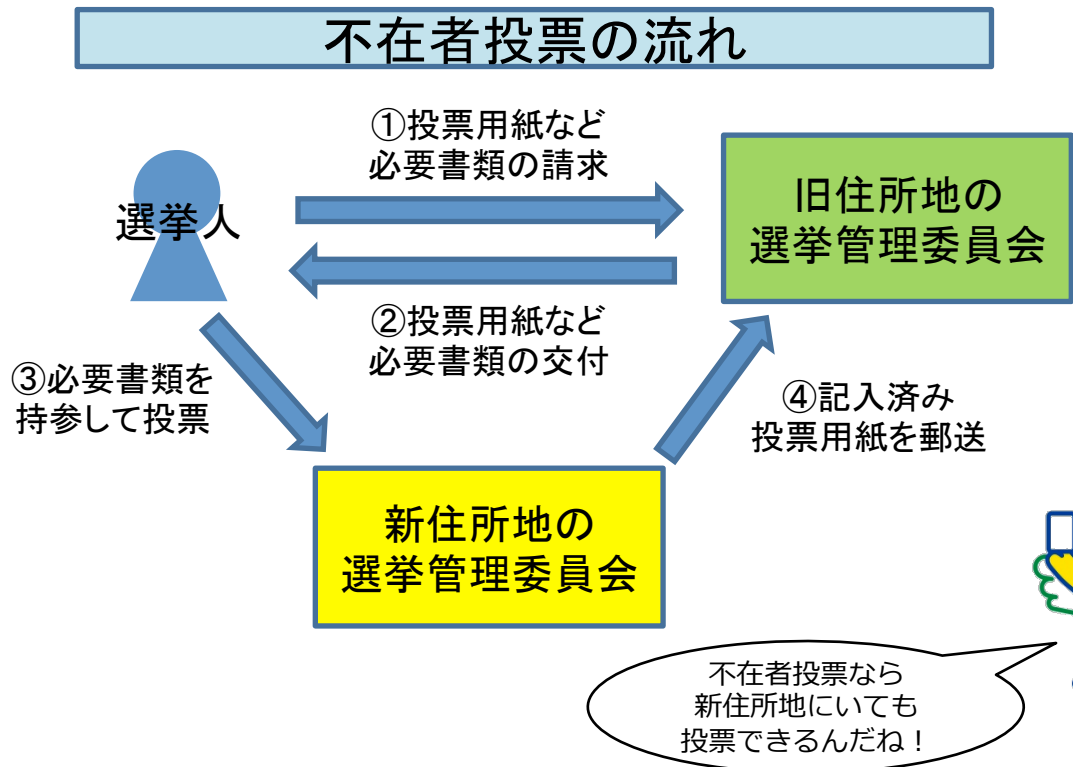 不在者投票の流れ
①投票用紙など
必要書類の請求
選挙人
旧住所地の
選挙管理委員会
②投票用紙など
必要書類の交付
③必要書類を
持参して投票
④記入済み
投票用紙を郵送
新住所地の
選挙管理委員会
不在者投票なら
新住所地にいても
投票できるんだね！